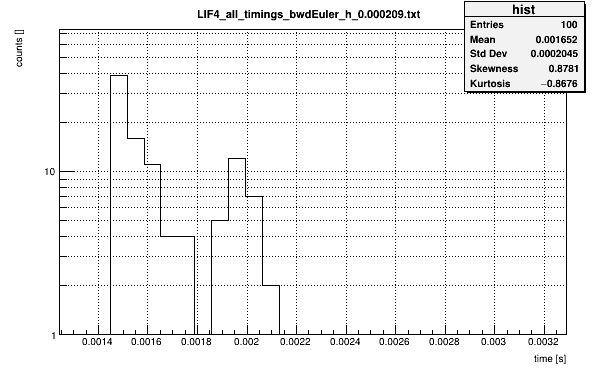 LIF4_all_timings_bwdEuler_h_0.000209.txt
hist
Entries 100
Mean 0.001652
Std Dev 0.0002045
Skewness 0.8781
Kurtosis −0.8676
counts []
10
1
0.0014 0.0016 0.0018 0.002 0.0022 0.0024 0.0026 0.0028 0.003 0.0032
time [s]